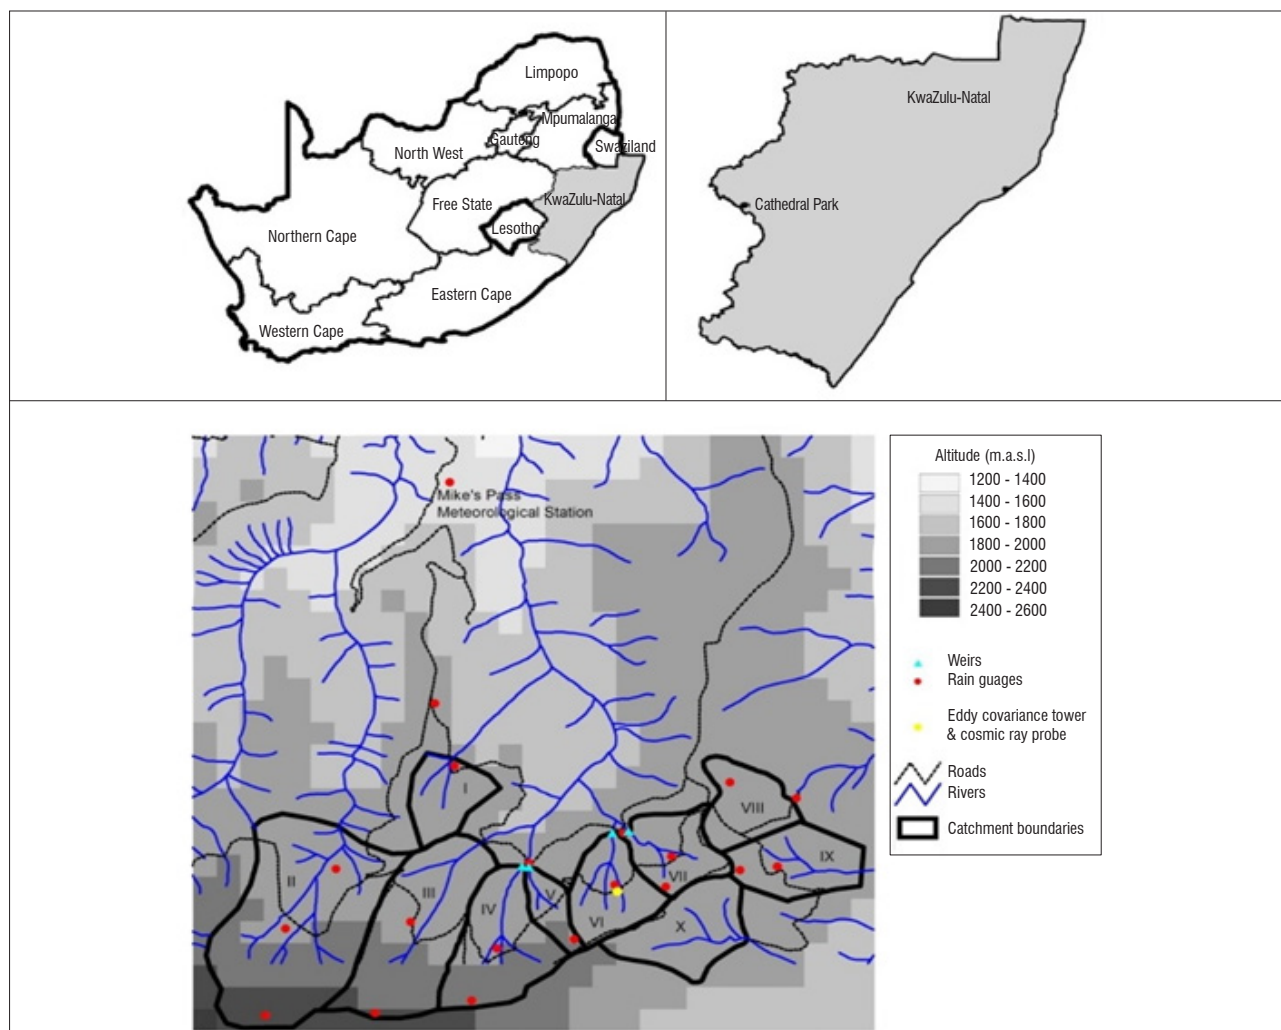 Limpopo
Mpumalanga
Gauteng
Swaziland
North West
Free State
KwaZulu-Natal
Lesotho
Northern Cape
Eastern Cape
Western Cape
KwaZulu-Natal
Cathedral Park
Mike's Pass
Meteorological Station
I
II
III
IV
V
VI
VII
VIII
IX
X
Altitude (m.a.s.l)
1200 - 1400
1400 - 1600
1600 - 1800
1800 - 2000
2000 - 2200
2200 - 2400
2400 - 2600
Weirs
Rain guages
Eddy covariance tower
& cosmic ray probe
Roads
Rivers
Catchment boundaries